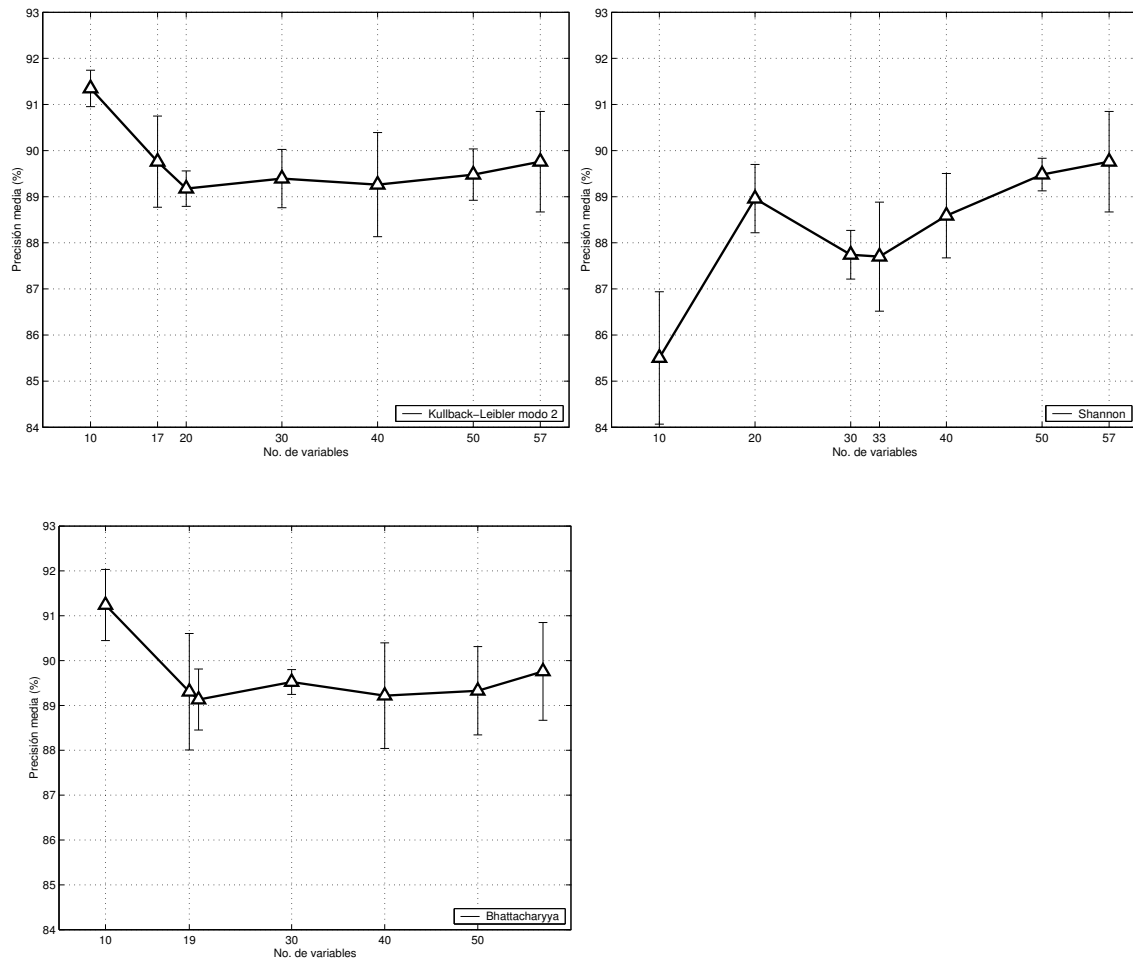 93
92
91
90
89
88
87
86
85
84
Precisión media (%)
10 17 20 30 40 50 57
No. de variables
Kullback−Leibler modo 2
93
92
91
90
89
88
87
86
85
84
Precisión media (%)
10 20 30 33 40 50 57
No. de variables
Shannon
93
92
91
90
89
88
87
86
85
84
Precisión media (%)
10 19 30 40 50
No. de variables
Bhattacharyya